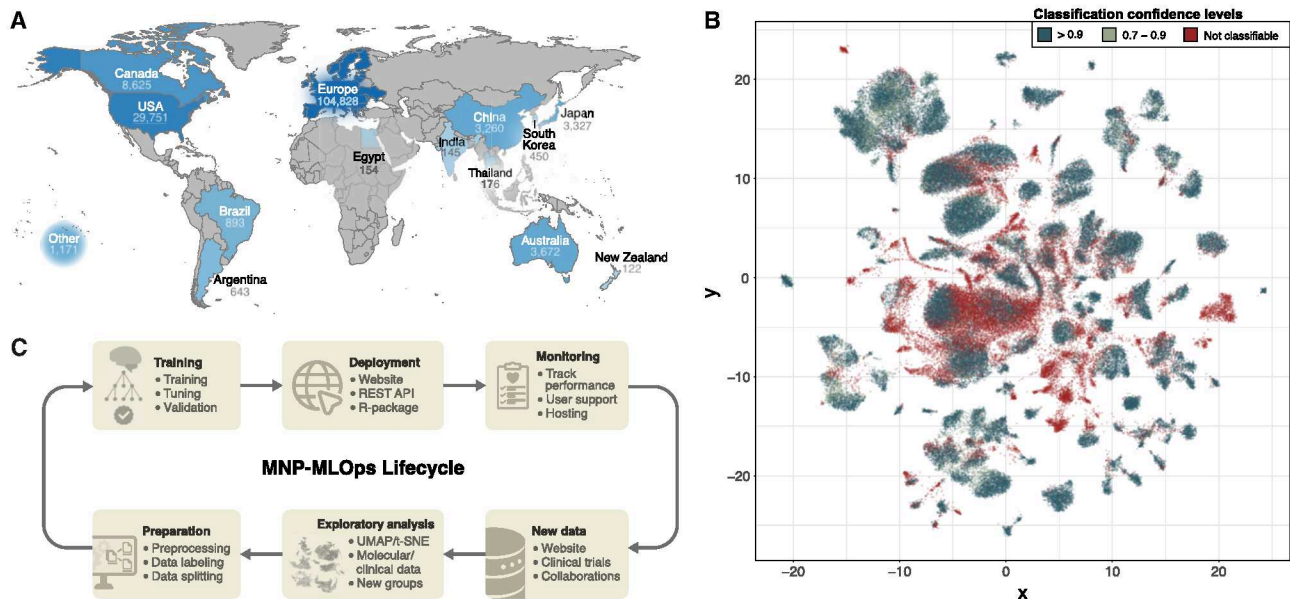 A
Canada
8,625
USA
29,751
Europe
104,828
China
3,260
Japan
3,327
South
Korea
450
India
145
Egypt
154
Thailand
176
Brazil
893
Other
1,171
Australia
3,672
New Zealand
122
Argentina
643
B
Classification confidence levels
> 0.9
0.7 – 0.9
Not classifiable
20
10
0
−10
−20
y
−20
−10
0
10
20
x
C
Training
• Training
• Tuning
• Validation
Deployment
• Website
• REST API
• R-package
Monitoring
• Track
performance
• User support
• Hosting
MNP-MLOps Lifecycle
Preparation
• Preprocessing
• Data labeling
• Data splitting
Exploratory analysis
• UMAP/t-SNE
• Molecular/
clinical data
• New groups
New data
• Website
• Clinical trials
• Collaborations